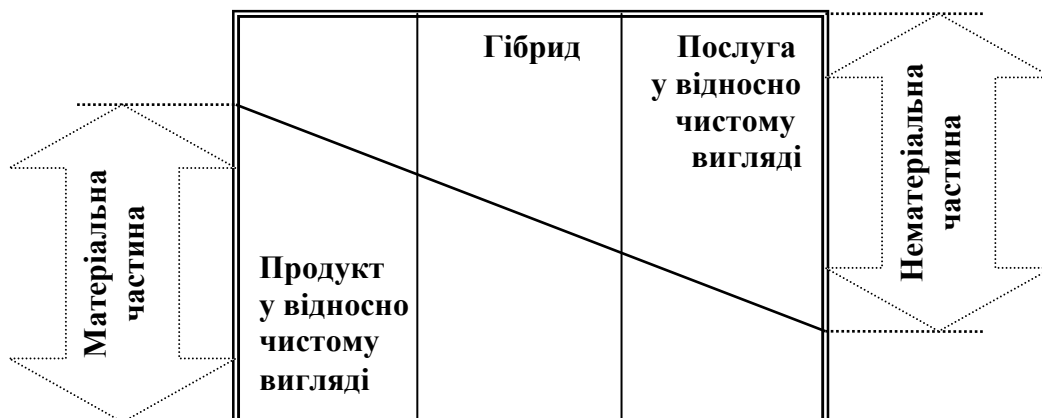 Гібрид
Послуга
у відносно
чистому
вигляді
Матеріальна
частина
Продукт
у відносно
чистому
вигляді
Нематеріальна
частина